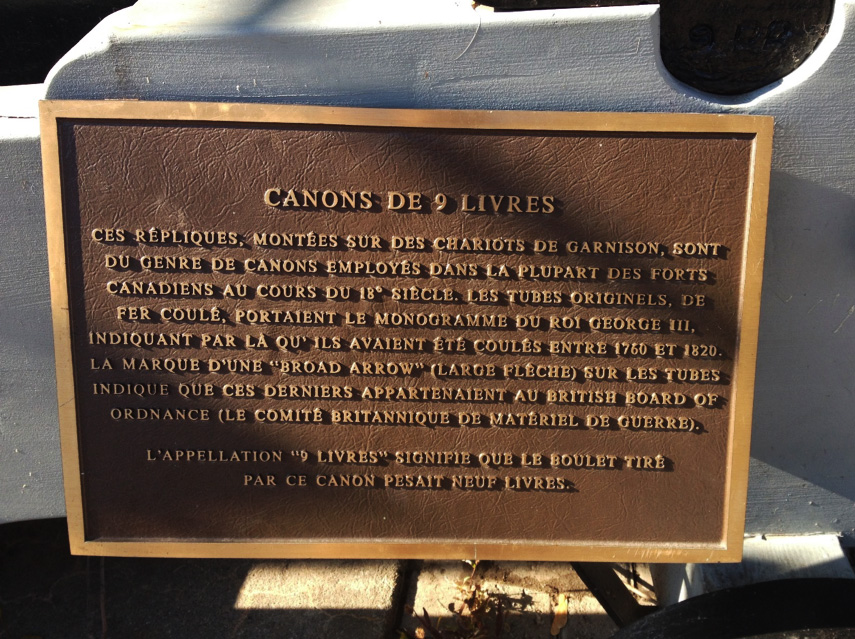 CANONS DE 9 LIVRES
CES RÉPLIQUES, MONTÉES SUR DES CHARIOTS DE GARNISON, SONT
DU GENRE DE CANONS EMPLOYÉS DANS LA PLUPART DES FORTS
CANADIENS AU COURS DU 18e SIÈCLE. LES TUBES ORIGINELS, DE
FER COULÉ, PORTAIENT LE MONOGRAMME DU ROI GEORGE III,
INDIQUANT PAR LÀ QU' ILS AVAIENT ÉTÉ COULÉS ENTRE 1760 ET 1820.
LA MARQUE D'UNE "BROAD ARROW" (LARGE FLÈCHE) SUR LES TUBES
INDIQUE QUE CES DERNIERS APPARTENAIENT AU BRITISH BOARD OF
ORDNANCE (LE COMITÉ BRITANNIQUE DE MATÉRIEL DE GUERRE).
L'APPELLATION "9 LIVRES" SIGNIFIE QUE LE BOULET TIRÉ
PAR CE CANON PESAIT NEUF LIVRES.